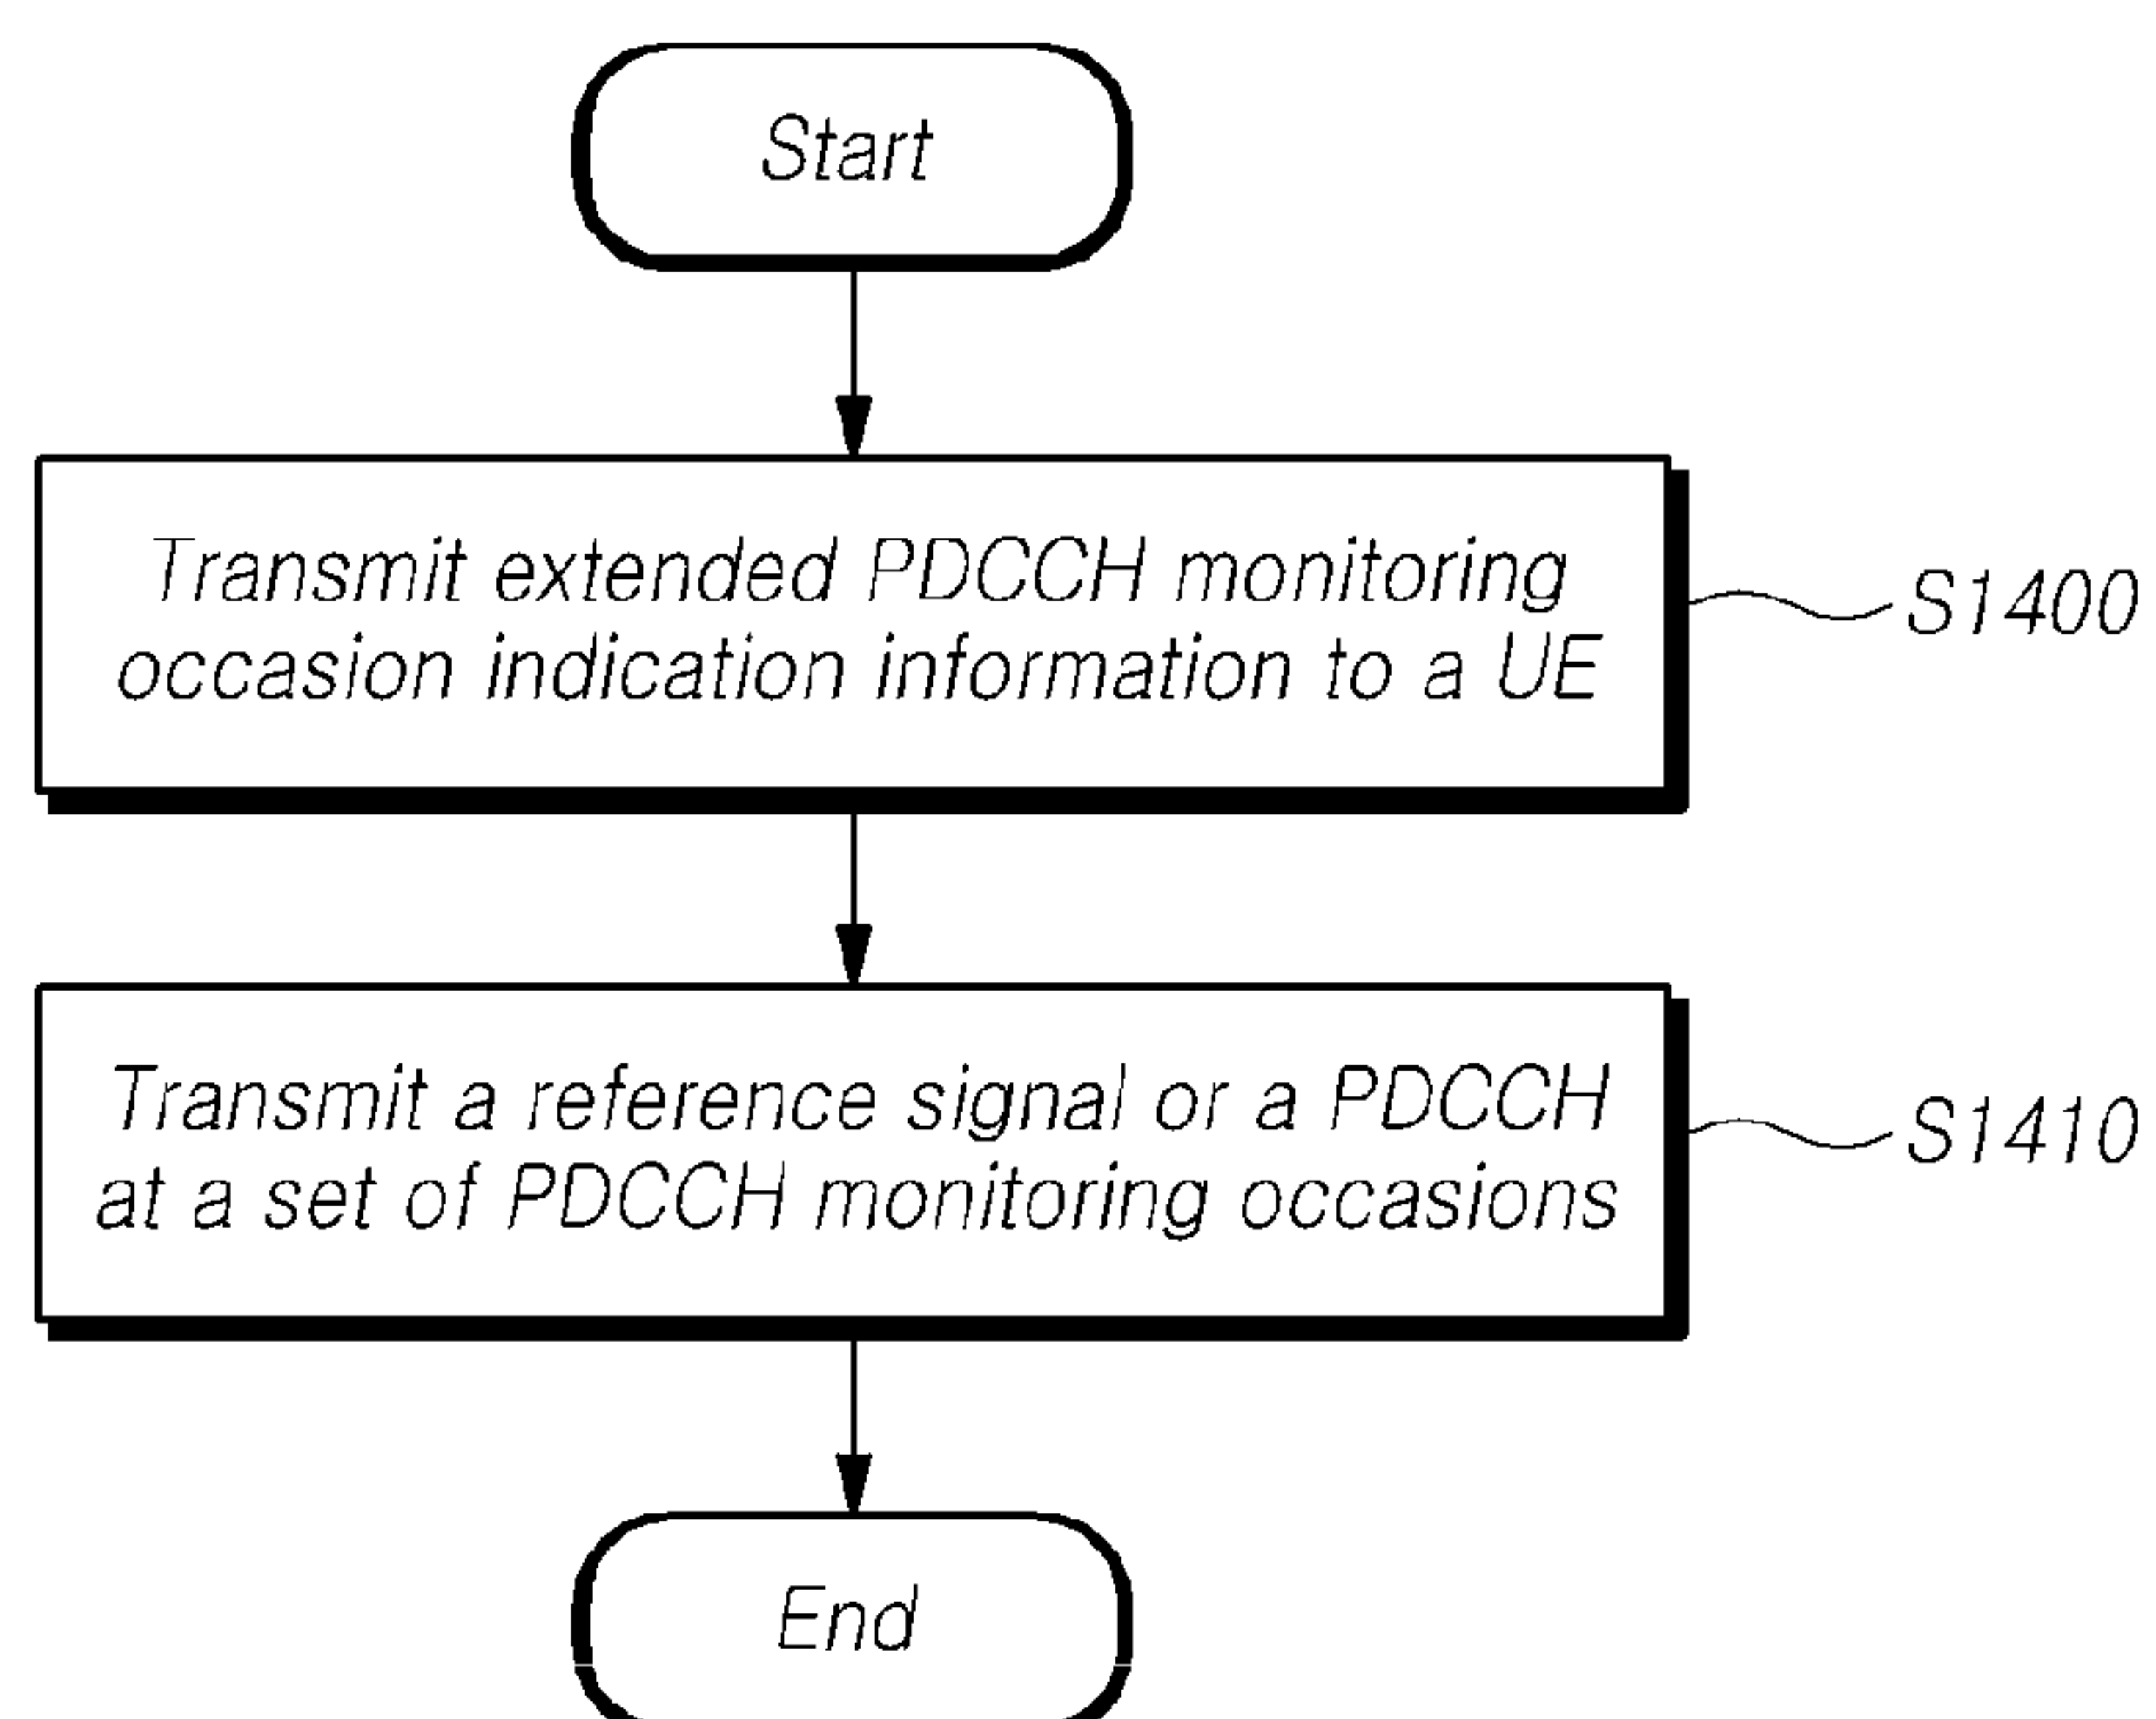 Start
Transmit extended PDCCH monitoring
occasion indication information to a UE
S1400
Transmit a reference signal or a PDCCH
at a set of PDCCH monitoring occasions
S1410
End